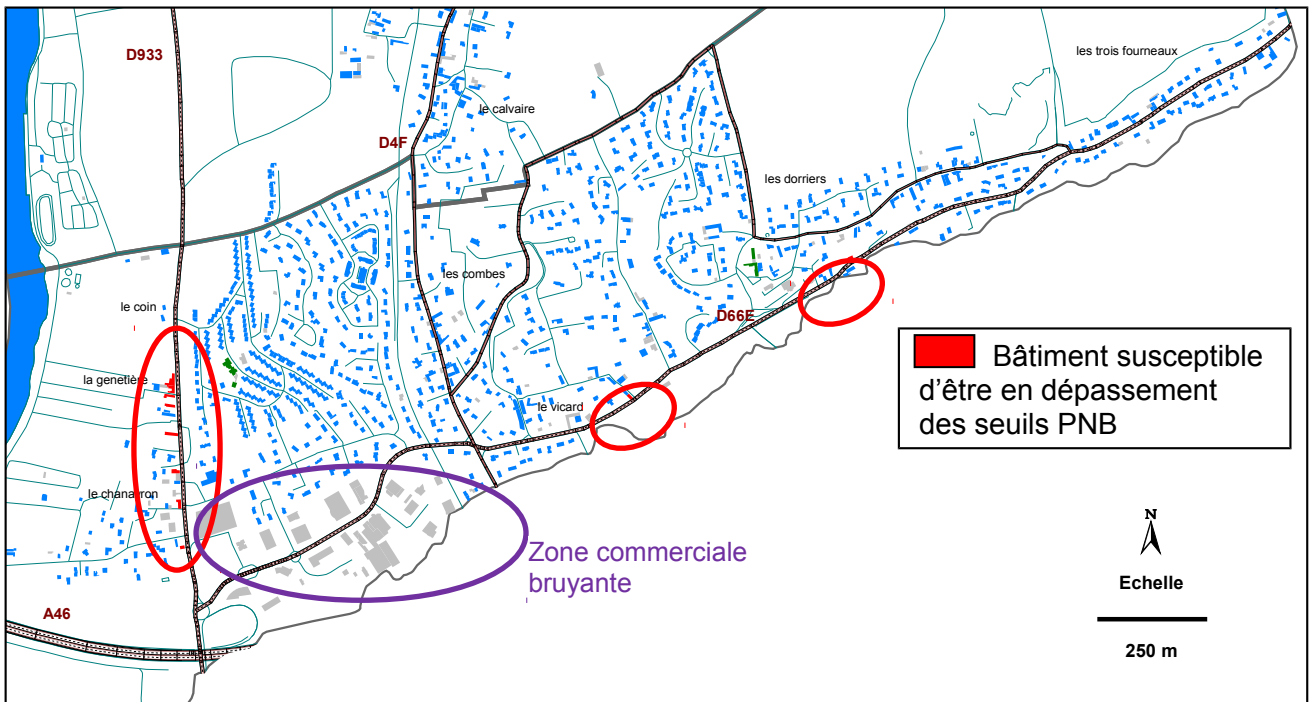 les trois fourneaux
D933
le calvaire
D4F
les dorriers
les combes
le coin
D66E
Bâtiment susceptible
d'être en dépassement
des seuils PNB
la genetière
le vicard
le chanarron
Zone commerciale
bruyante
N
Echelle
A46
250 m